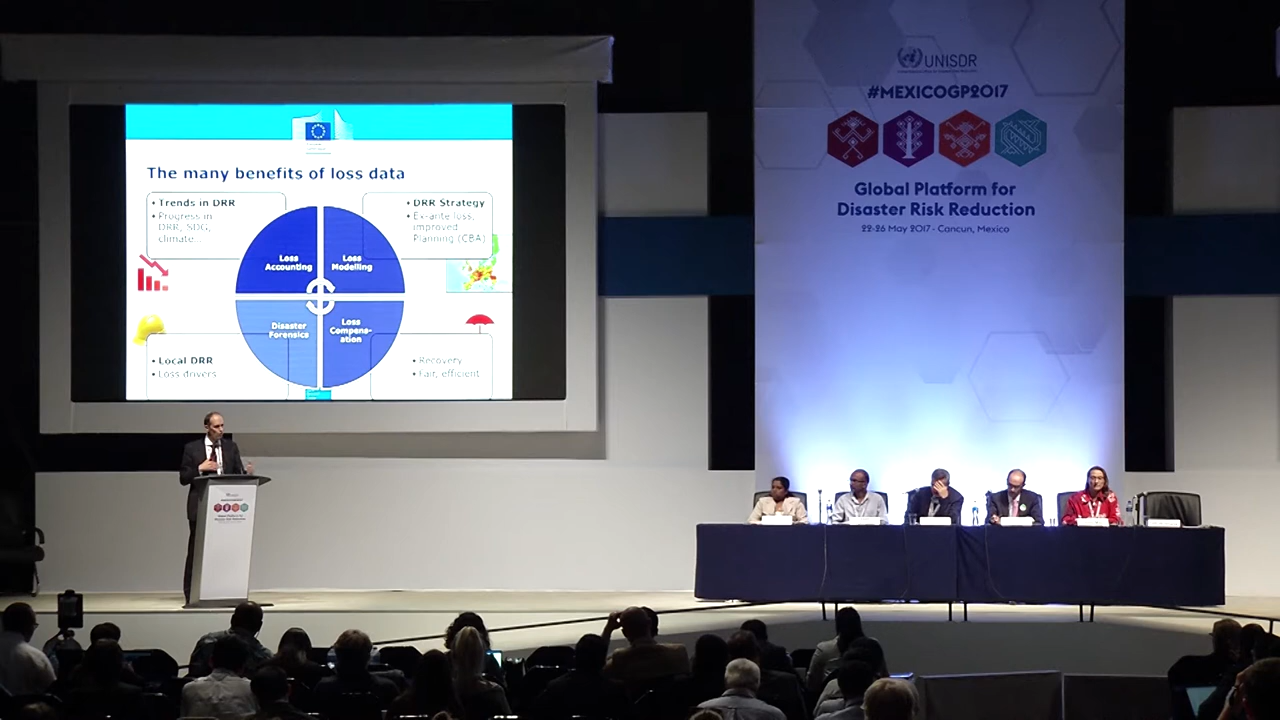 The many benefits of loss data
• Trends in DRR
• Progress in
DRR, SDG,
climate...
• DRR Strategy
• Ex-ante loss,
improved
Planning (CBA)
Loss
Accounting
Loss
Modelling
Disaster
Forensics
Loss
Compens-
ation
• Local DRR
• Loss drivers
• Recovery
• Fair, efficient
UNISDR
#MEXICOGP2017
Global Platform for
Disaster Risk Reduction
22-26 May 2017 - Cancun, Mexico